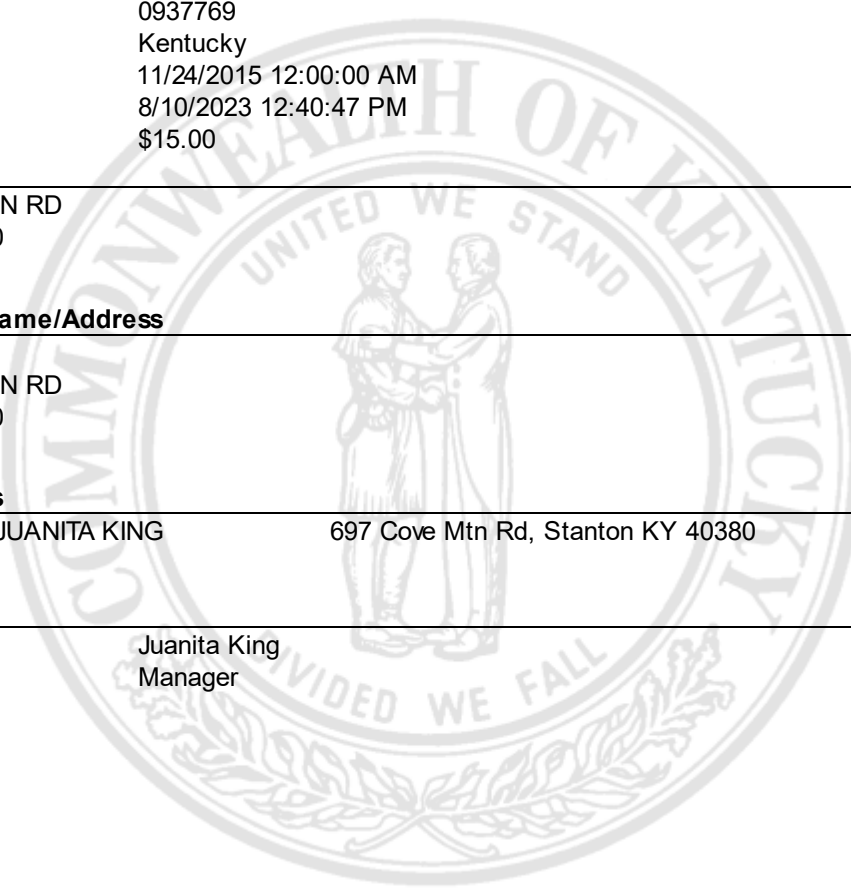 0937769
Kentucky
11/24/2015 12:00:00 AM
8/10/2023 12:40:47 PM
$15.00
N RD
0
ame/Address
N RD
0
s
JUANITA KING 697 Cove Mtn Rd, Stanton KY 40380
Juanita King
Manager
COMMONWEALTH OF KENTUCKY
UNITED WE STAND
DIVIDED WE FALL